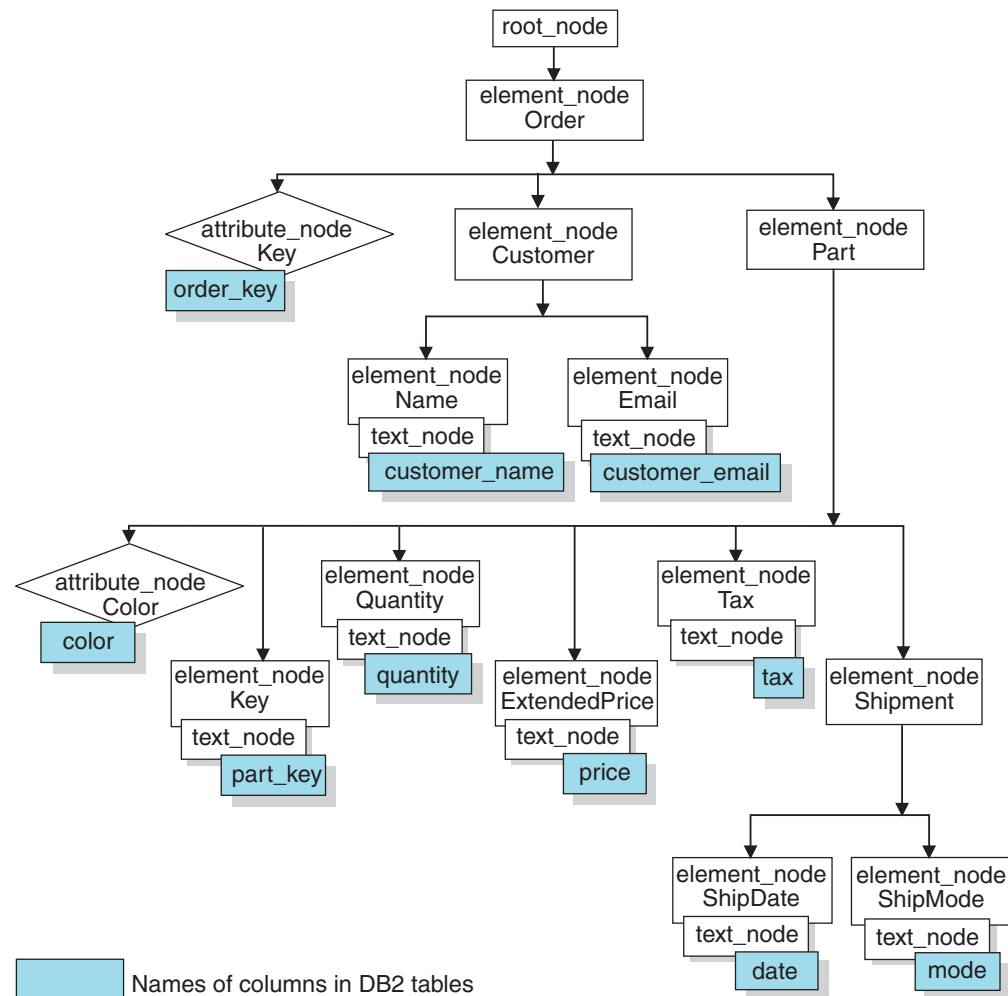 root_node
element_node
Order
attribute_node
Key
order_key
element_node
Customer
element_node
Part
element_node
Name
text_node
customer_name
element_node
Email
text_node
customer_email
attribute_node
Color
color
element_node
Key
text_node
part_key
element_node
Quantity
text_node
quantity
element_node
ExtendedPrice
text_node
price
element_node
Tax
text_node
tax
element_node
Shipment
element_node
ShipDate
text_node
date
element_node
ShipMode
text_node
mode
Names of columns in DB2 tables